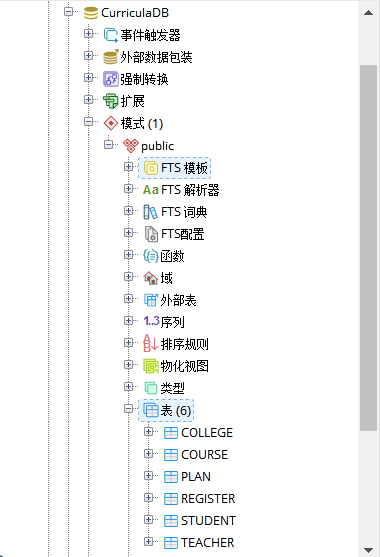 CurriculaDB
事件触发器
外部数据包装
强制转换
扩展
模式 (1)
public
FTS 模板
Aa FTS 解析器
FTS 词典
FTS配置
函数
域
外部表
1..3 序列
排序规则
物化视图
类型
表 (6)
COLLEGE
COURSE
PLAN
REGISTER
STUDENT
TEACHER